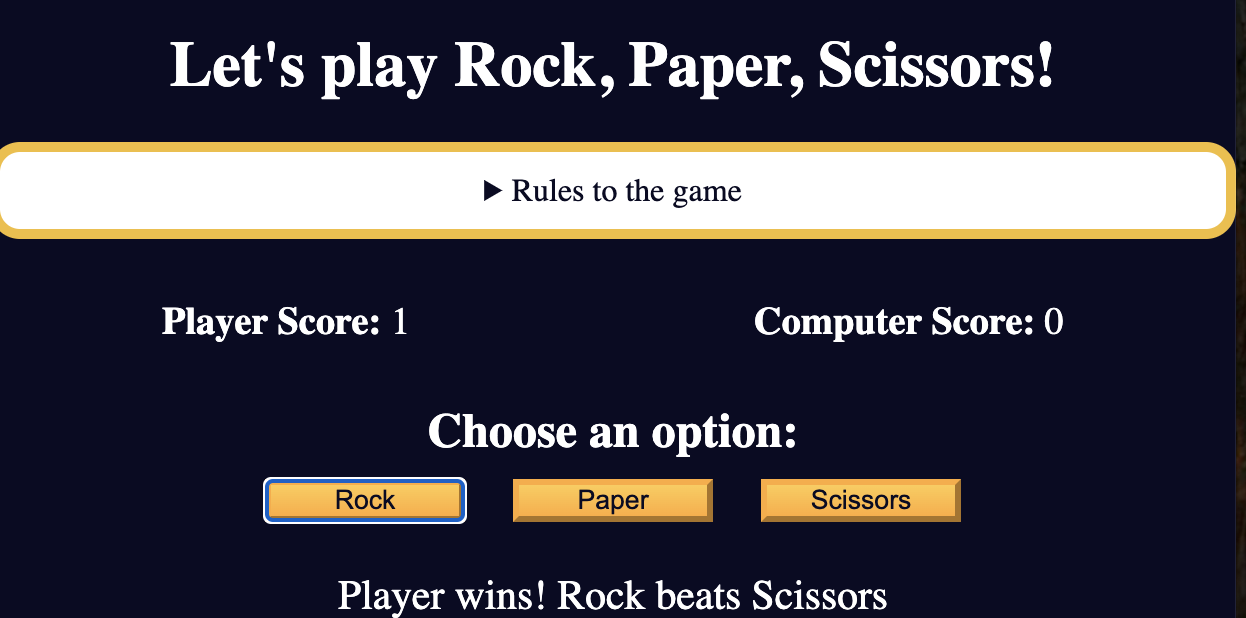 Let's play Rock, Paper, Scissors!
▶ Rules to the game
Player Score: 1 Computer Score: 0
Choose an option:
Rock Paper Scissors
Player wins! Rock beats Scissors